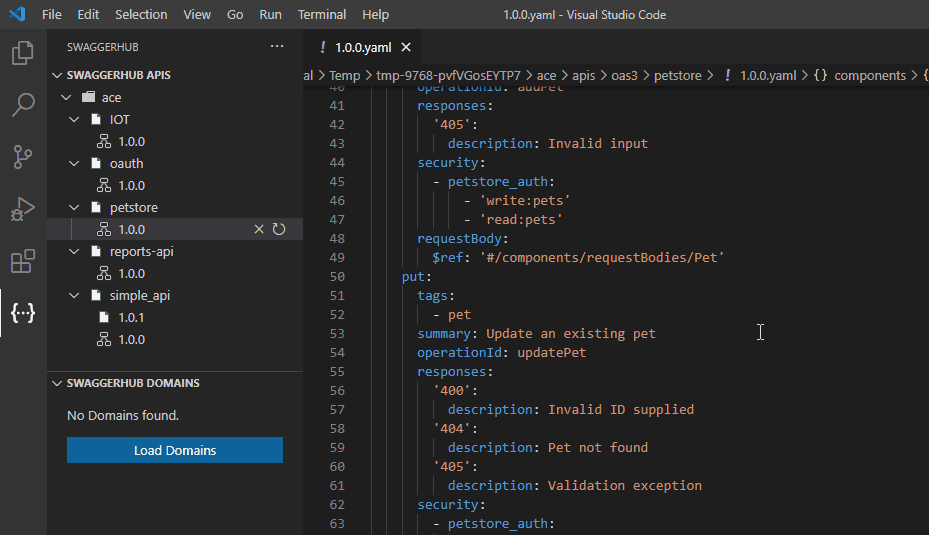 File Edit Selection View Go Run Terminal Help 1.0.0.yaml - Visual Studio Code
SWAGGERHUB ...
SWAGGERHUB APIS
ace
IOT
1.0.0
oauth
1.0.0
petstore
1.0.0
reports-api
1.0.0
simple_api
1.0.1
1.0.0
SWAGGERHUB DOMAINS
No Domains found.
Load Domains
! 1.0.0.yaml
al > Temp > tmp-9768-pvfVGosEYTP7 > ace > apis > oas3 > petstore > ! 1.0.0.yaml > {} components > {
40 operationId: addPet
41 responses:
42 '405':
43 description: Invalid input
44 security:
45 - petstore_auth:
46 - 'write:pets'
47 - 'read:pets'
48 requestBody:
49 $ref: '#/components/requestBodies/Pet'
50 put:
51 tags:
52 - pet
53 summary: Update an existing pet
54 operationId: updatePet
55 responses:
56 '400':
57 description: Invalid ID supplied
58 '404':
59 description: Pet not found
60 '405':
61 description: Validation exception
62 security:
63 - petstore_auth: